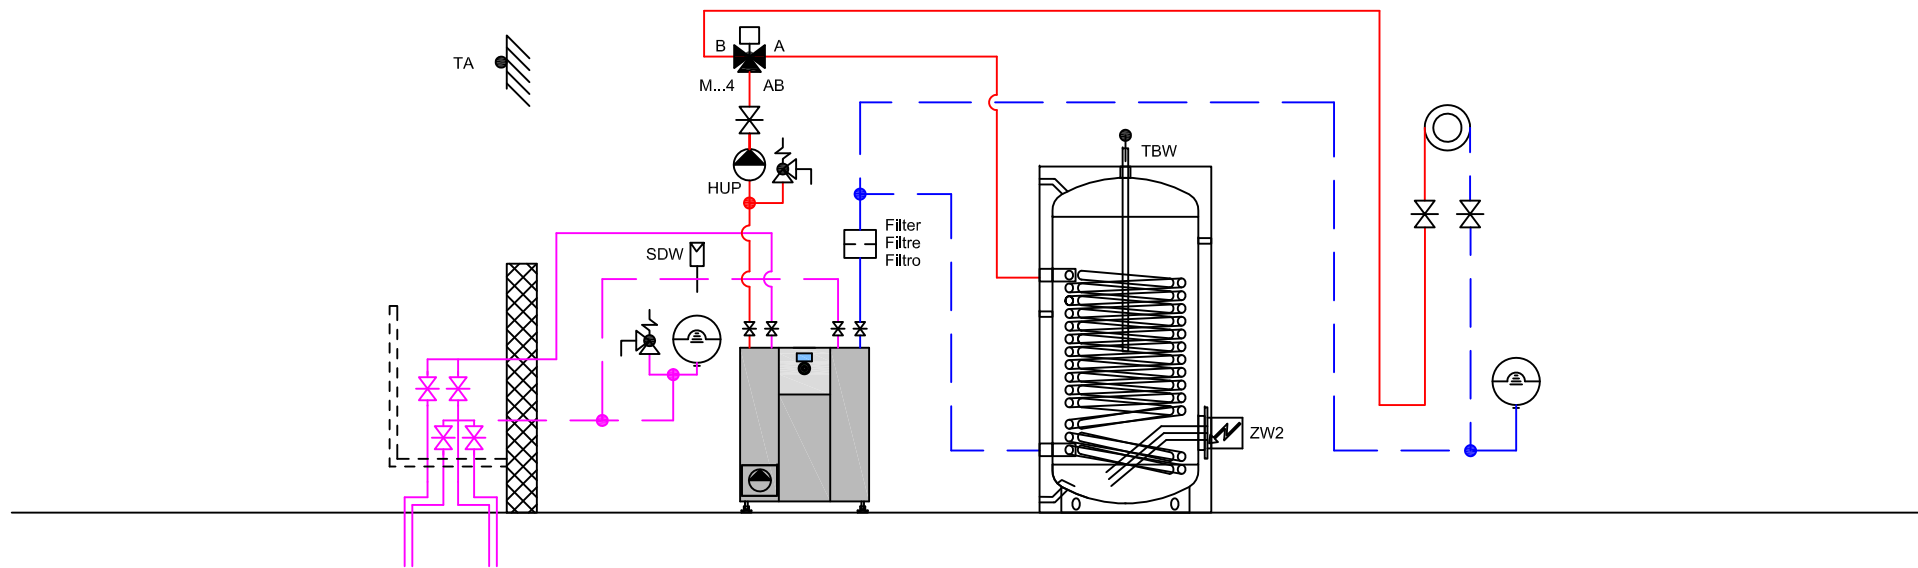 B A
TA
M...4 AB
TBW
HUP
Filter
Filtre
Filtro
SDW
ZW2